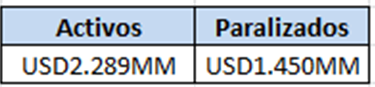 Activos Paralizados
USD2.289MM USD1.450MM